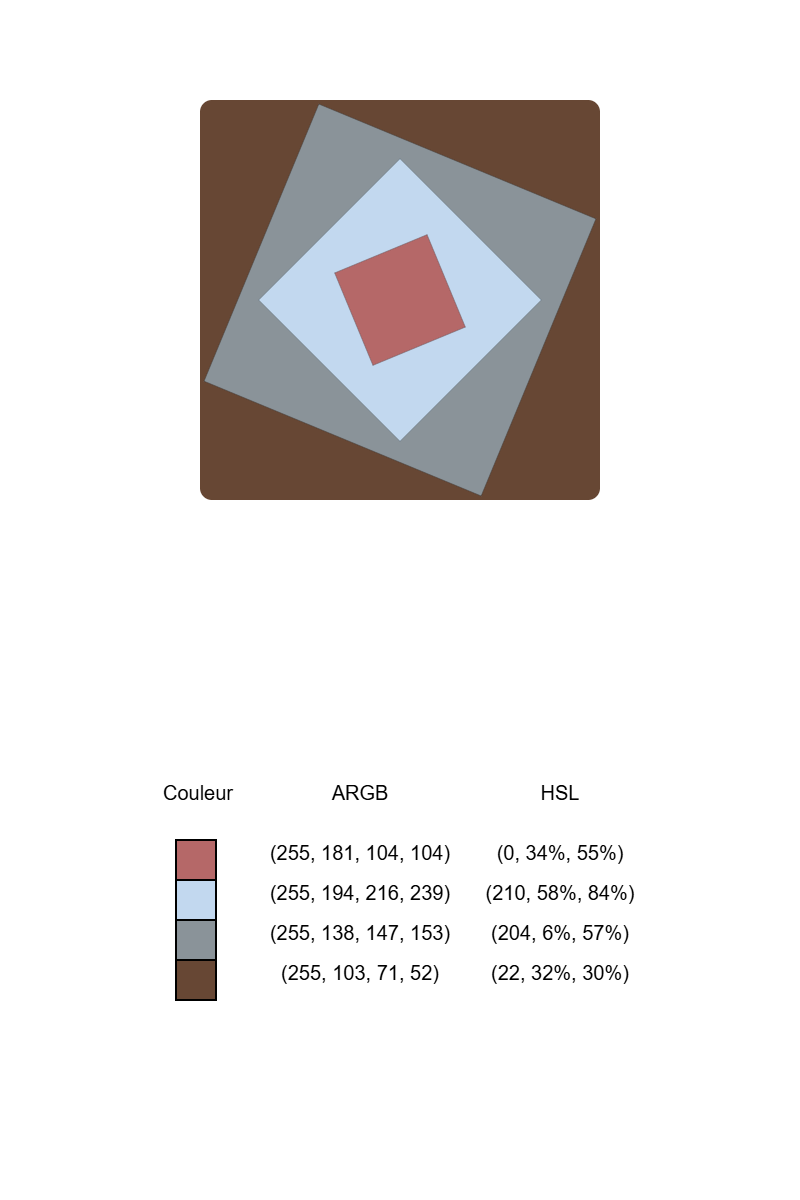 Couleur ARGB HSL
(255, 181, 104, 104) (0, 34%, 55%)
(255, 194, 216, 239) (210, 58%, 84%)
(255, 138, 147, 153) (204, 6%, 57%)
(255, 103, 71, 52) (22, 32%, 30%)